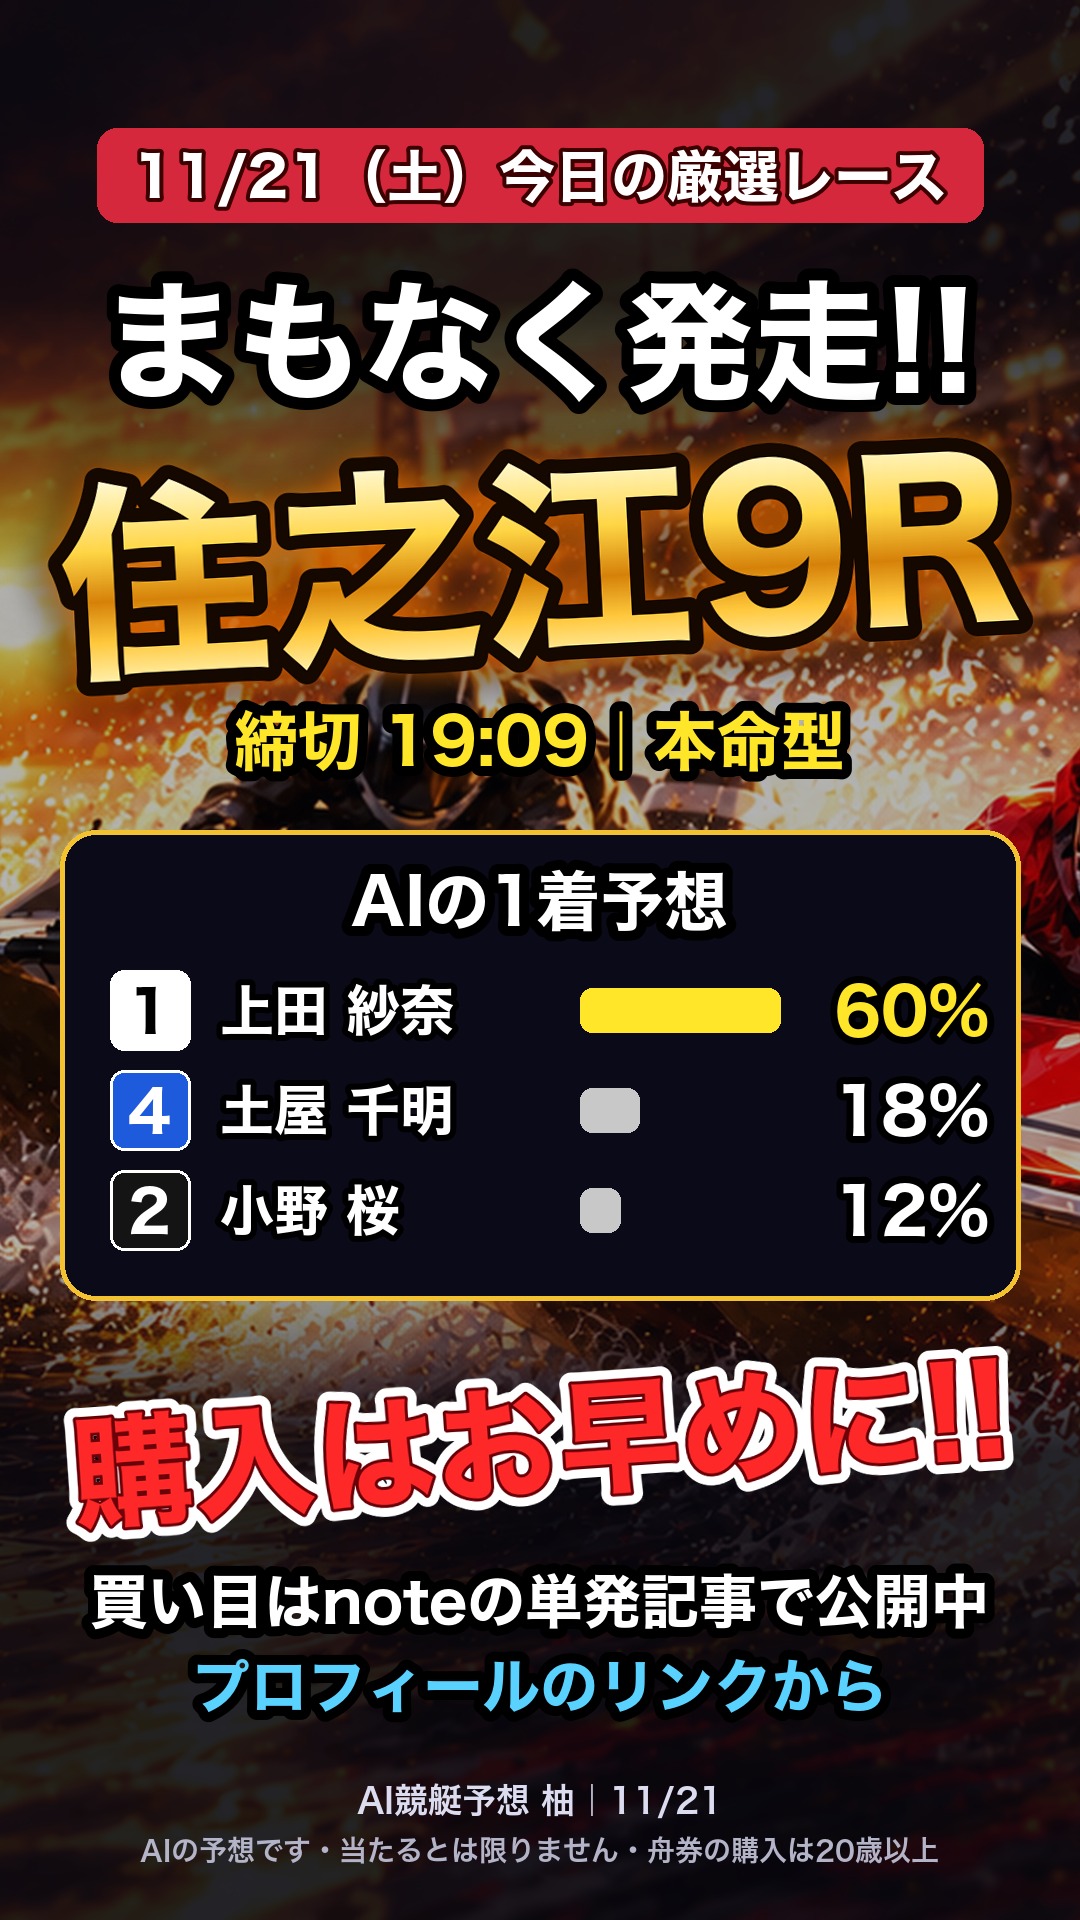 11/21（土）今日の厳選レース
まもなく発走!!
住之江9R
締切 19:09｜本命型
AIの1着予想
1 上田 紗奈 60%
4 土屋 千明 18%
2 小野 桜 12%
購入はお早めに!!
買い目はnoteの単発記事で公開中
プロフィールのリンクから
AI競艇予想 柚｜11/21
AIの予想です・当たるとは限りません・舟券の購入は20歳以上